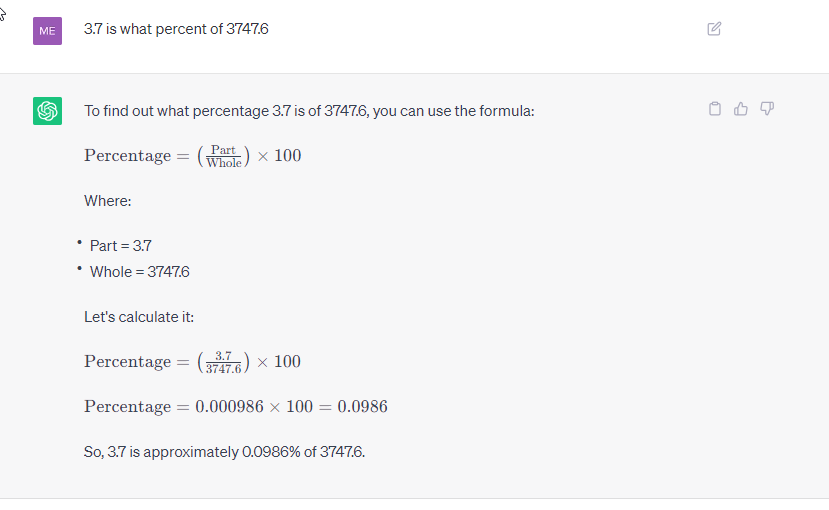 ME
3.7 is what percent of 3747.6
To find out what percentage 3.7 is of 3747.6, you can use the formula:
Percentage = (Part/Whole) × 100
Where:
• Part = 3.7
• Whole = 3747.6
Let's calculate it:
Percentage = (3.7/3747.6) × 100
Percentage = 0.000986 × 100 = 0.0986
So, 3.7 is approximately 0.0986% of 3747.6.